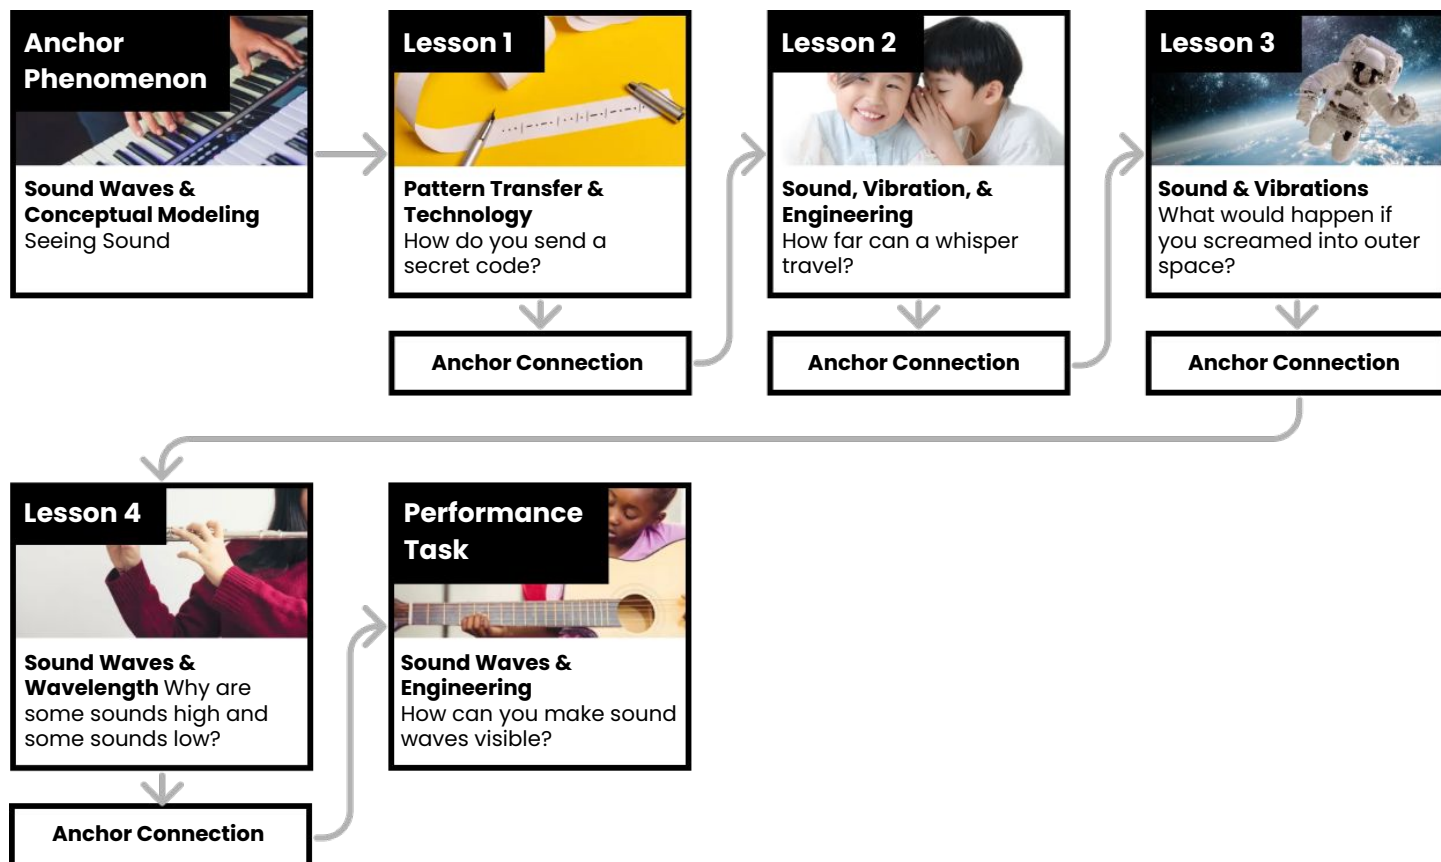 Anchor
Phenomenon
Sound Waves &
Conceptual Modeling
Seeing Sound
Lesson 1
Pattern Transfer &
Technology
How do you send a
secret code?
Anchor Connection
Lesson 2
Sound, Vibration, &
Engineering
How far can a whisper
travel?
Anchor Connection
Lesson 3
Sound & Vibrations
What would happen if
you screamed into outer
space?
Anchor Connection
Lesson 4
Sound Waves &
Wavelength Why are
some sounds high and
some sounds low?
Anchor Connection
Performance
Task
Sound Waves &
Engineering
How can you make sound
waves visible?